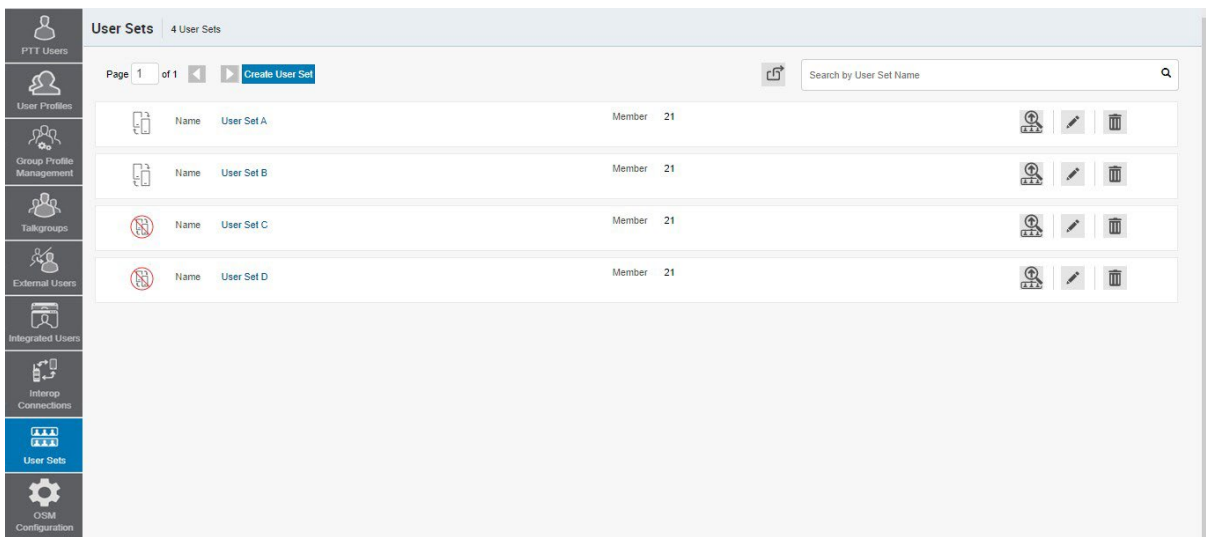 PTT Users
User Profiles
Group Profile
Management
Talkgroups
External Users
Integrated Users
Interop
Connections
User Sets
OSM
Configuration
User Sets 4 User Sets
Page 1 of 1 Create User Set Search by User Set Name
Name User Set A Member 21
Name User Set B Member 21
Name User Set C Member 21
Name User Set D Member 21